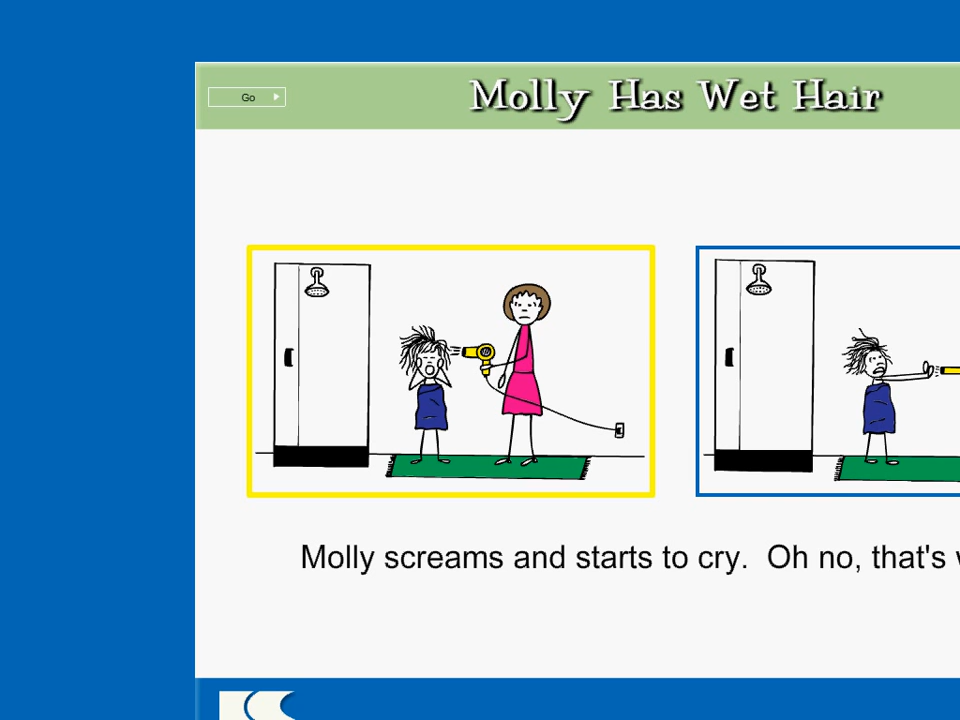 Go
Molly Has Wet Hair
Molly screams and starts to cry.  Oh no, that's